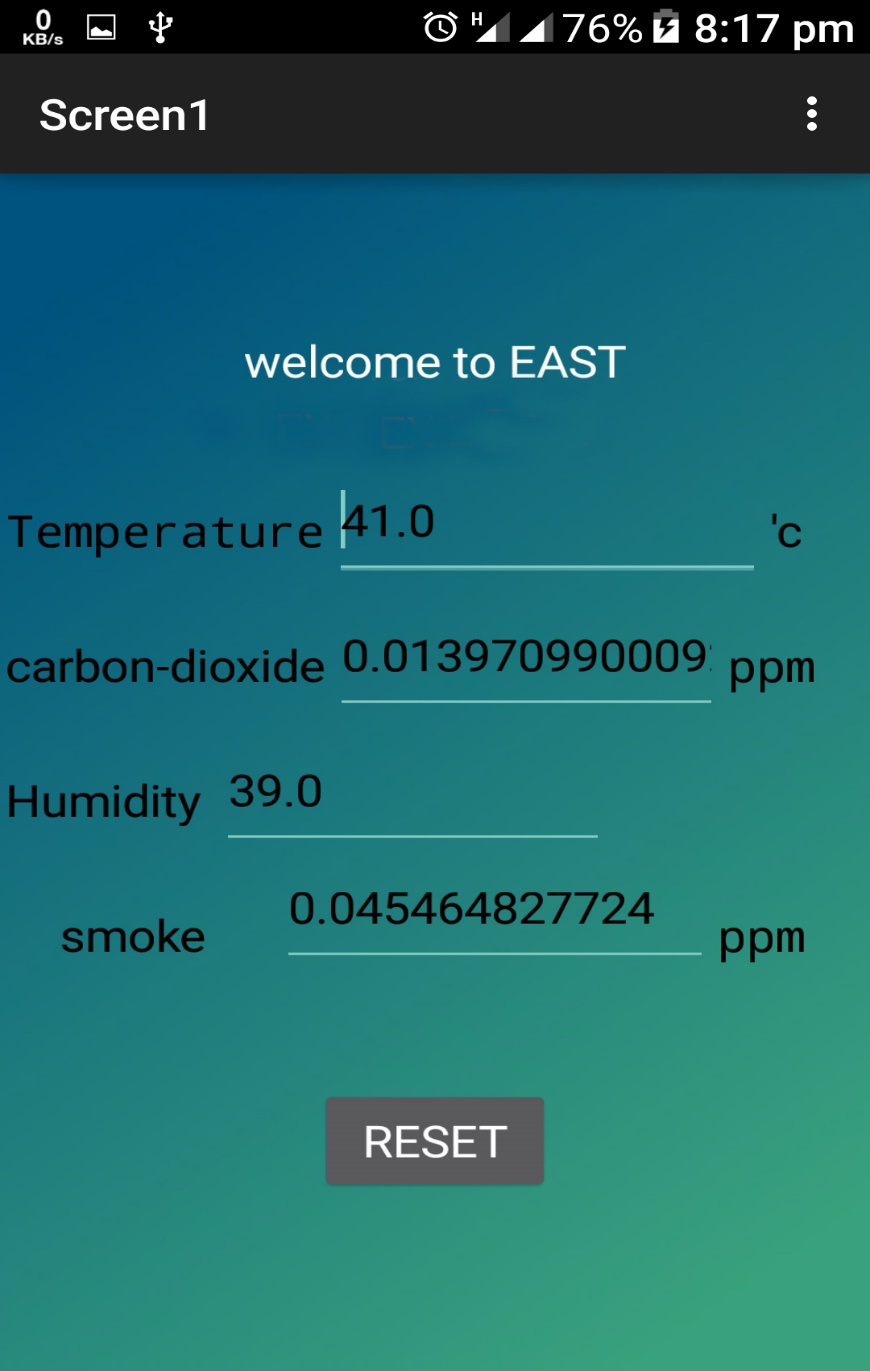 0
KB/s
H
76%
8:17 pm
Screen1
welcome to EAST
Temperature 41.0 'c
carbon-dioxide 0.013970990009 ppm
Humidity 39.0
smoke 0.045464827724 ppm
RESET